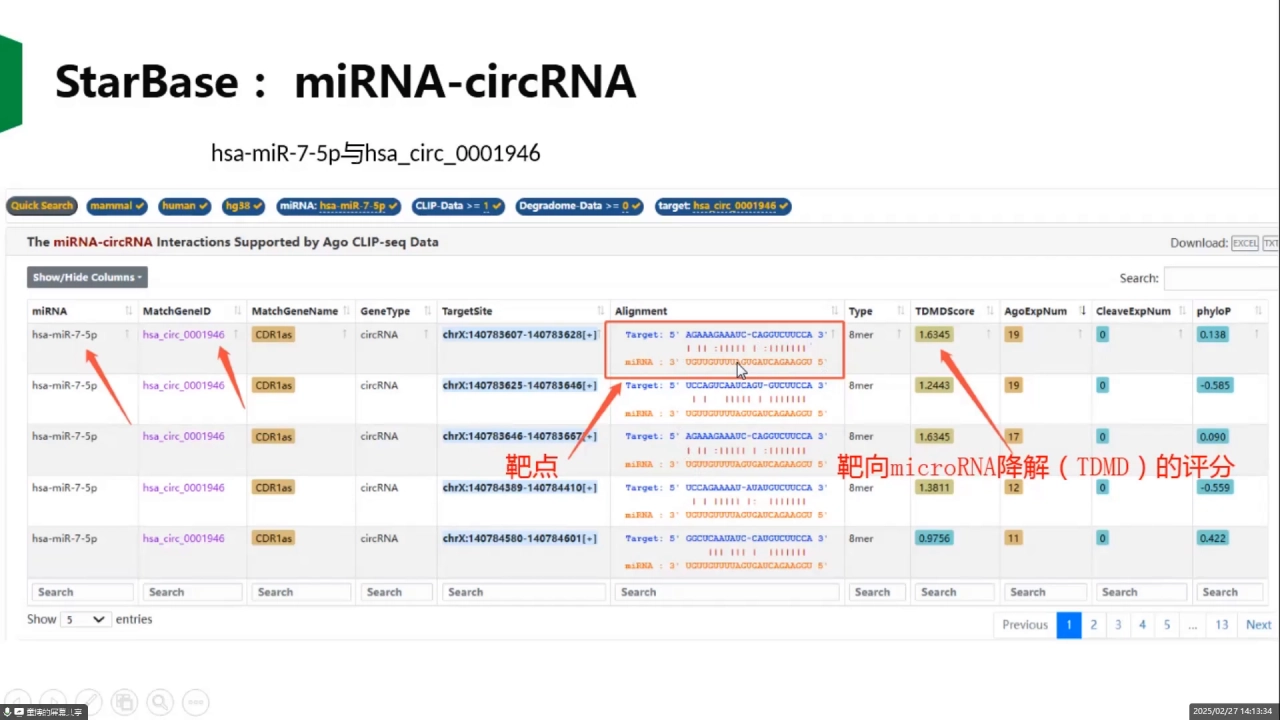 StarBase： miRNA-circRNA
hsa-miR-7-5p与hsa_circ_0001946
Quick Search mammal human hg38 miRNA: hsa-miR-7-5p CLIP-Data >= 1 Degradome-Data >= 0 target: hsa_circ_0001946
The miRNA-circRNA Interactions Supported by Ago CLIP-seq Data Download: EXCEL TXT
Show/Hide Columns Search:
miRNA MatchGeneID MatchGeneName GeneType TargetSite Alignment Type TDMDScore AgoExpNum CleaveExpNum phyloP
hsa-miR-7-5p hsa_circ_0001946 CDR1as circRNA chrX:140783607-140783628[+] Target: 5' AGAAAGAAAUC-CAGGUCUUCCA 3' 8mer 1.6345 19 0 0.138
miRNA : 3' UGUUGUUUUAGUGAUCAGAAGGU 5'
hsa-miR-7-5p hsa_circ_0001946 CDR1as circRNA chrX:140783625-140783646[+] Target: 5' UCCAGUCAAUCAGU-GUCUUCCA 3' 8mer 1.2443 19 0 -0.585
miRNA : 3' UGUUGUUUUAGUGAUCAGAAGGU 5'
hsa-miR-7-5p hsa_circ_0001946 CDR1as circRNA chrX:140783646-140783667[+] Target: 5' AGAAAGAAAUC-CAGGUCUUCCA 3' 8mer 1.6345 17 0 0.090
miRNA : 3' UGUUGUUUUAGUGAUCAGAAGGU 5'
靶点 靶向microRNA降解（TDMD）的评分
hsa-miR-7-5p hsa_circ_0001946 CDR1as circRNA chrX:140784389-140784410[+] Target: 5' UCCAGAAAAU-AUAUGUCUUCCA 3' 8mer 1.3811 12 0 -0.559
miRNA : 3' UGUUGUUUUAGUGAUCAGAAGGU 5'
hsa-miR-7-5p hsa_circ_0001946 CDR1as circRNA chrX:140784580-140784601[+] Target: 5' GGCUCAAUAUC-CAUGUCUUCCA 3' 8mer 0.9756 11 0 0.422
miRNA : 3' UGUUGUUUUAGUGAUCAGAAGGU 5'
Search Search Search Search Search Search Search Search Search Search Search
Show 5 entries Previous 1 2 3 4 5 ... 13 Next
2025/02/27 14:13:34